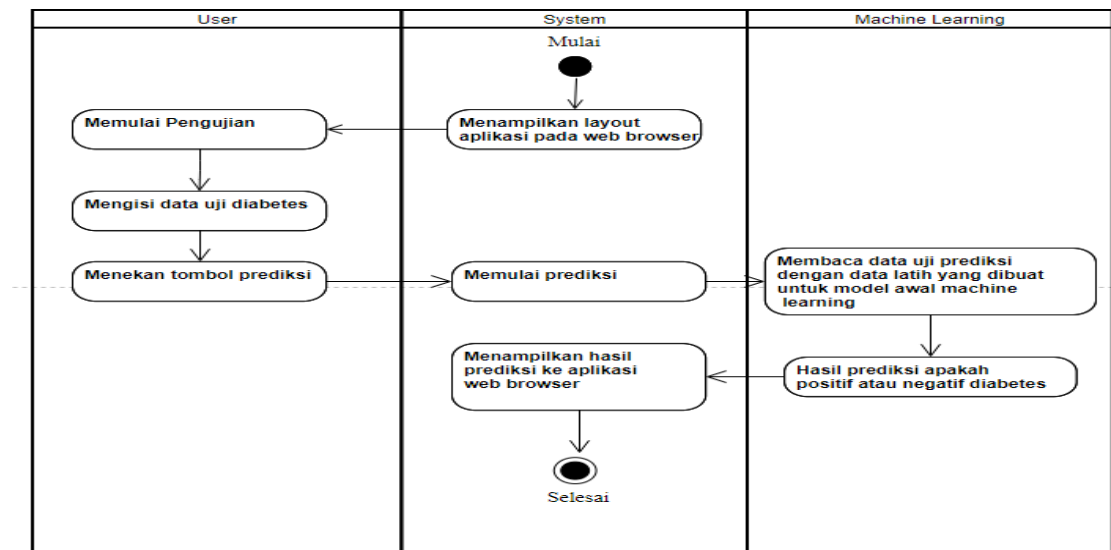 User
System
Machine Learning
Mulai
Menampilkan layout
aplikasi pada web browser
Memulai Pengujian
Mengisi data uji diabetes
Menekan tombol prediksi
Memulai prediksi
Membaca data uji prediksi
dengan data latih yang dibuat
untuk model awal machine
learning
Hasil prediksi apakah
positif atau negatif diabetes
Menampilkan hasil
prediksi ke aplikasi
web browser
Selesai